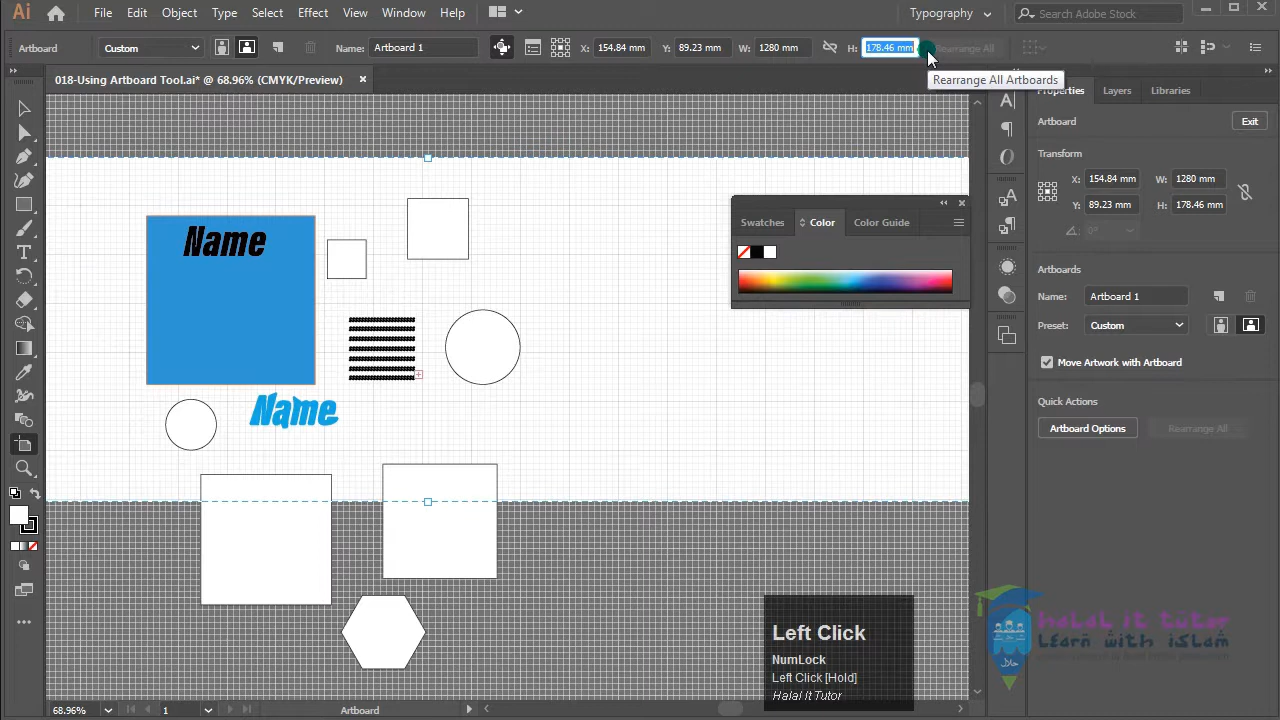 Ai File Edit Object Type Select Effect View Window Help Typography Search Adobe Stock
Artboard Custom Name: Artboard 1 X: 154.84 mm Y: 89.23 mm W: 1280 mm H: 178.46 mm Rearrange All
Rearrange All Artboards
018-Using Artboard Tool.ai* @ 68.96% (CMYK/Preview)
Properties Layers Libraries
Artboard Exit
Transform
X: 154.84 mm W: 1280 mm
Y: 89.23 mm H: 178.46 mm
0°
Swatches Color Color Guide
Name
Artboards
Name: Artboard 1
Preset: Custom
Move Artwork with Artboard
Quick Actions
Artboard Options Rearrange All
Name
Left Click
NumLock
Left Click [Hold]
Halal It Tutor
halal it tutor
Learn with islam
حلال
68.96% 1 Artboard